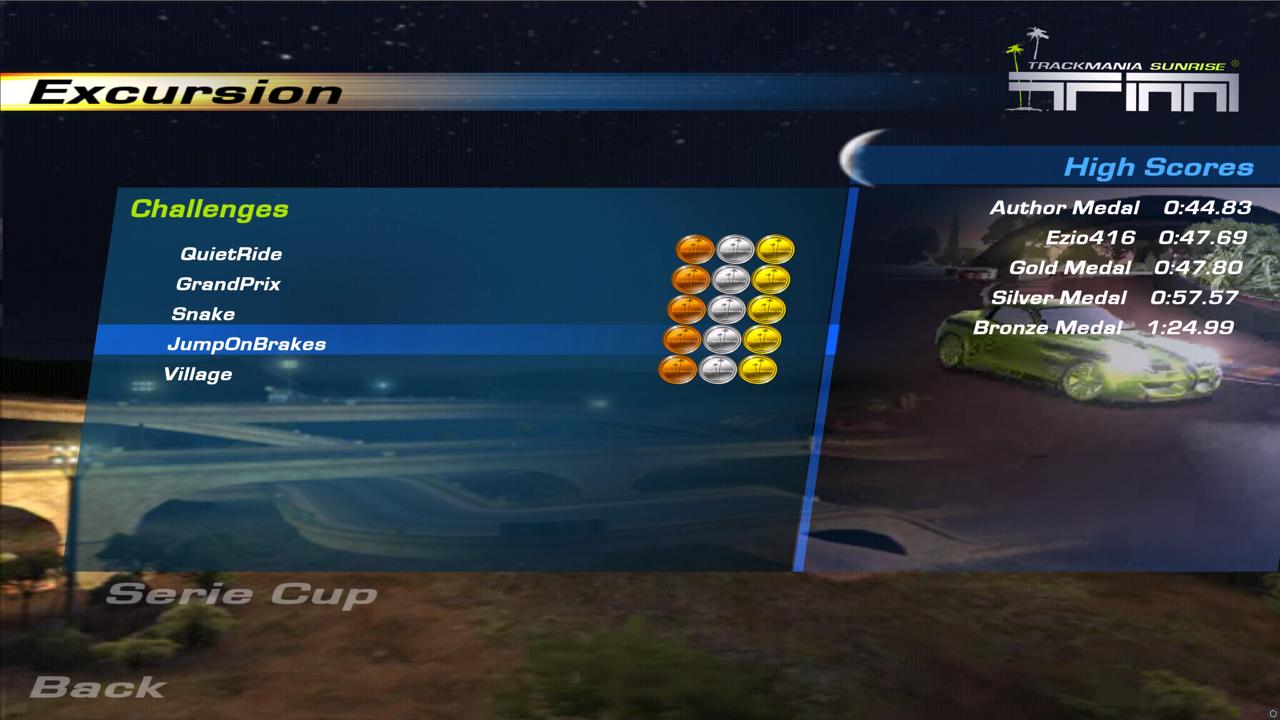 TRACKMANIA SUNRISE ®
TM
Excursion
High Scores
Challenges
QuietRide
GrandPrix
Snake
JumpOnBrakes
Village
Author Medal 0:44.83
Ezio416 0:47.69
Gold Medal 0:47.80
Silver Medal 0:57.57
Bronze Medal 1:24.99
Serie Cup
Back